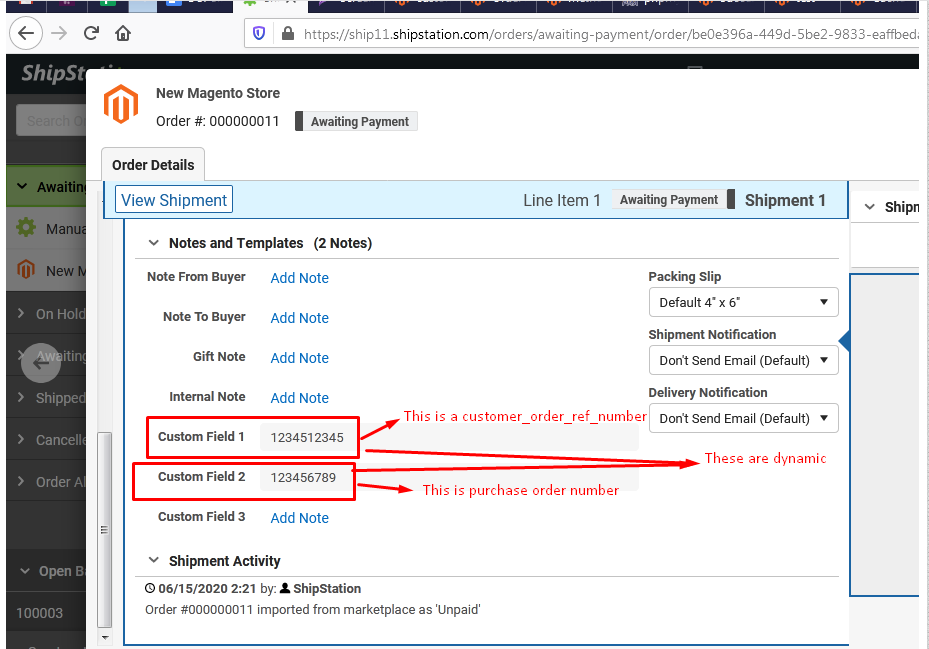 https://ship11.shipstation.com/orders/awaiting-payment/order/be0e396a-449d-5be2-9833-eaffbeda
ShipStation
New Magento Store
Order #: 000000011 Awaiting Payment
Search Or
Order Details
Awaiting
View Shipment Line Item 1 Awaiting Payment Shipment 1
Shipm
Manua
Notes and Templates (2 Notes)
New M
Note From Buyer Add Note
Packing Slip
Default 4" x 6"
On Hold
Note To Buyer Add Note
Shipment Notification
Awaiting
Gift Note Add Note
Don't Send Email (Default)
Shipped
Internal Note Add Note
Delivery Notification
Don't Send Email (Default)
This is a customer_order_ref_number
Cancelle
Custom Field 1 1234512345
These are dynamic
Order Al
Custom Field 2 123456789
This is purchase order number
Custom Field 3 Add Note
Shipment Activity
Open Ba
06/15/2020 2:21 by: ShipStation
100003
Order #000000011 imported from marketplace as 'Unpaid'